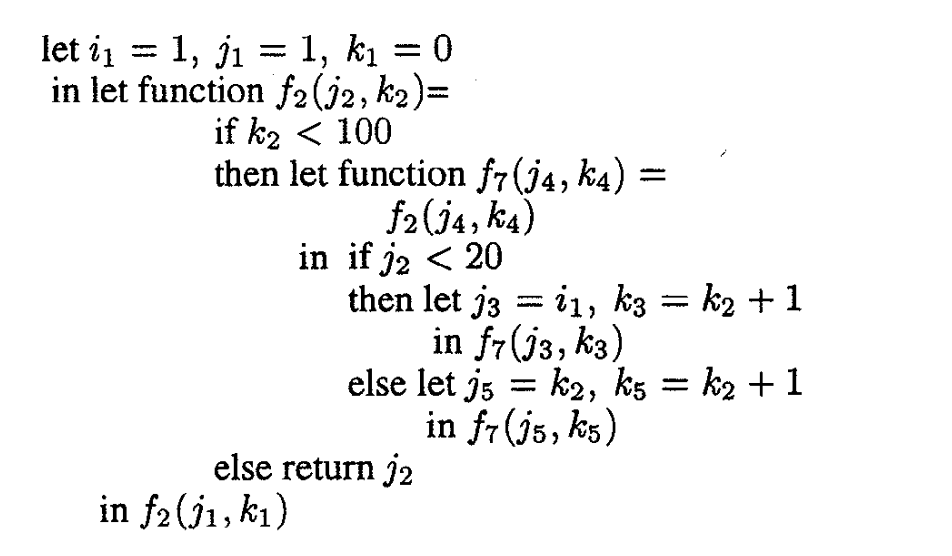 let i₁ = 1, j₁ = 1, k₁ = 0
in let function f₂(j₂, k₂)=
if k₂ < 100
then let function f₇(j₄, k₄) =
f₂(j₄, k₄)
in if j₂ < 20
then let j₃ = i₁, k₃ = k₂ + 1
in f₇(j₃, k₃)
else let j₅ = k₂, k₅ = k₂ + 1
in f₇(j₅, k₅)
else return j₂
in f₂(j₁, k₁)